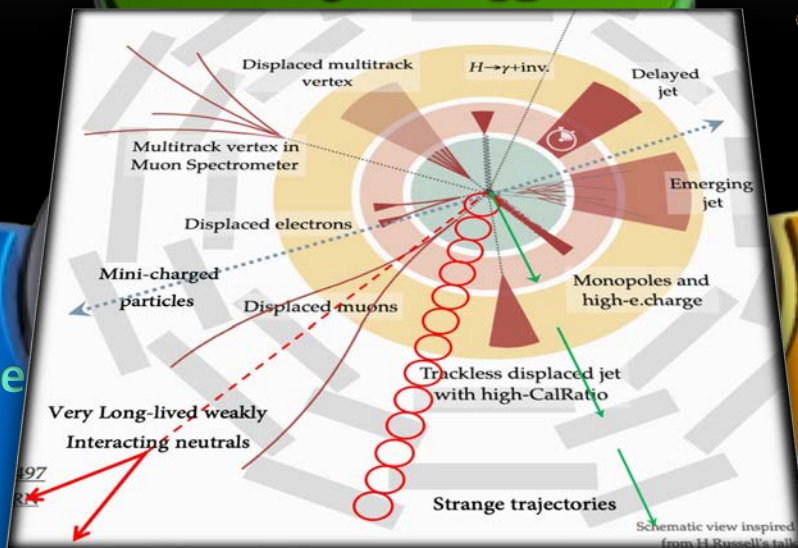 Displaced multitrack
vertex
H→γ+inv.
Delayed
jet
Multitrack vertex in
Muon Spectrometer
Emerging
jet
Displaced electrons
Mini-charged
particles
Displaced muons
Monopoles and
high-e.charge
Trackless displaced jet
with high-CalRatio
Very Long-lived weakly
Interacting neutrals
e
497
Strange trajectories
Schematic view inspired
from H.Russell's talk